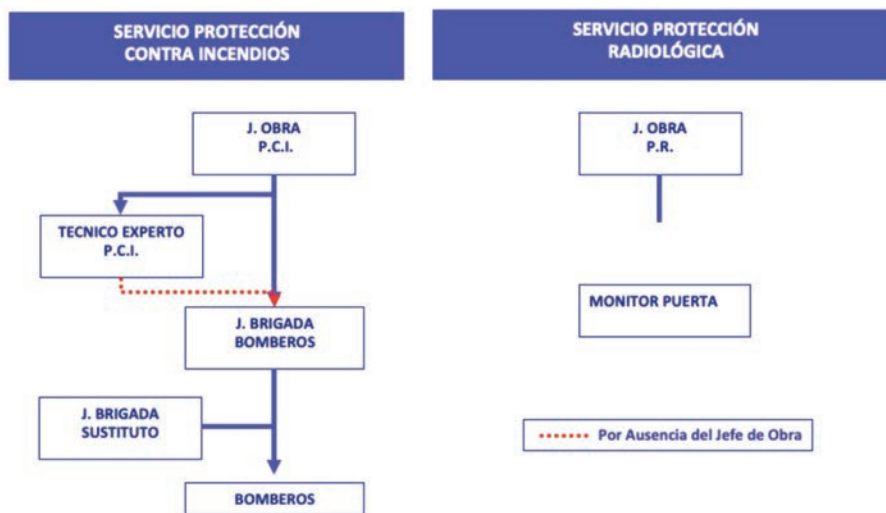 SERVICIO PROTECCIÓN
CONTRA INCENDIOS
J. OBRA
P.C.I.
TECNICO EXPERTO
P.C.I.
J. BRIGADA
BOMBEROS
J. BRIGADA
SUSTITUTO
BOMBEROS
SERVICIO PROTECCIÓN
RADIOLÓGICA
J. OBRA
P.R.
MONITOR PUERTA
Por Ausencia del Jefe de Obra